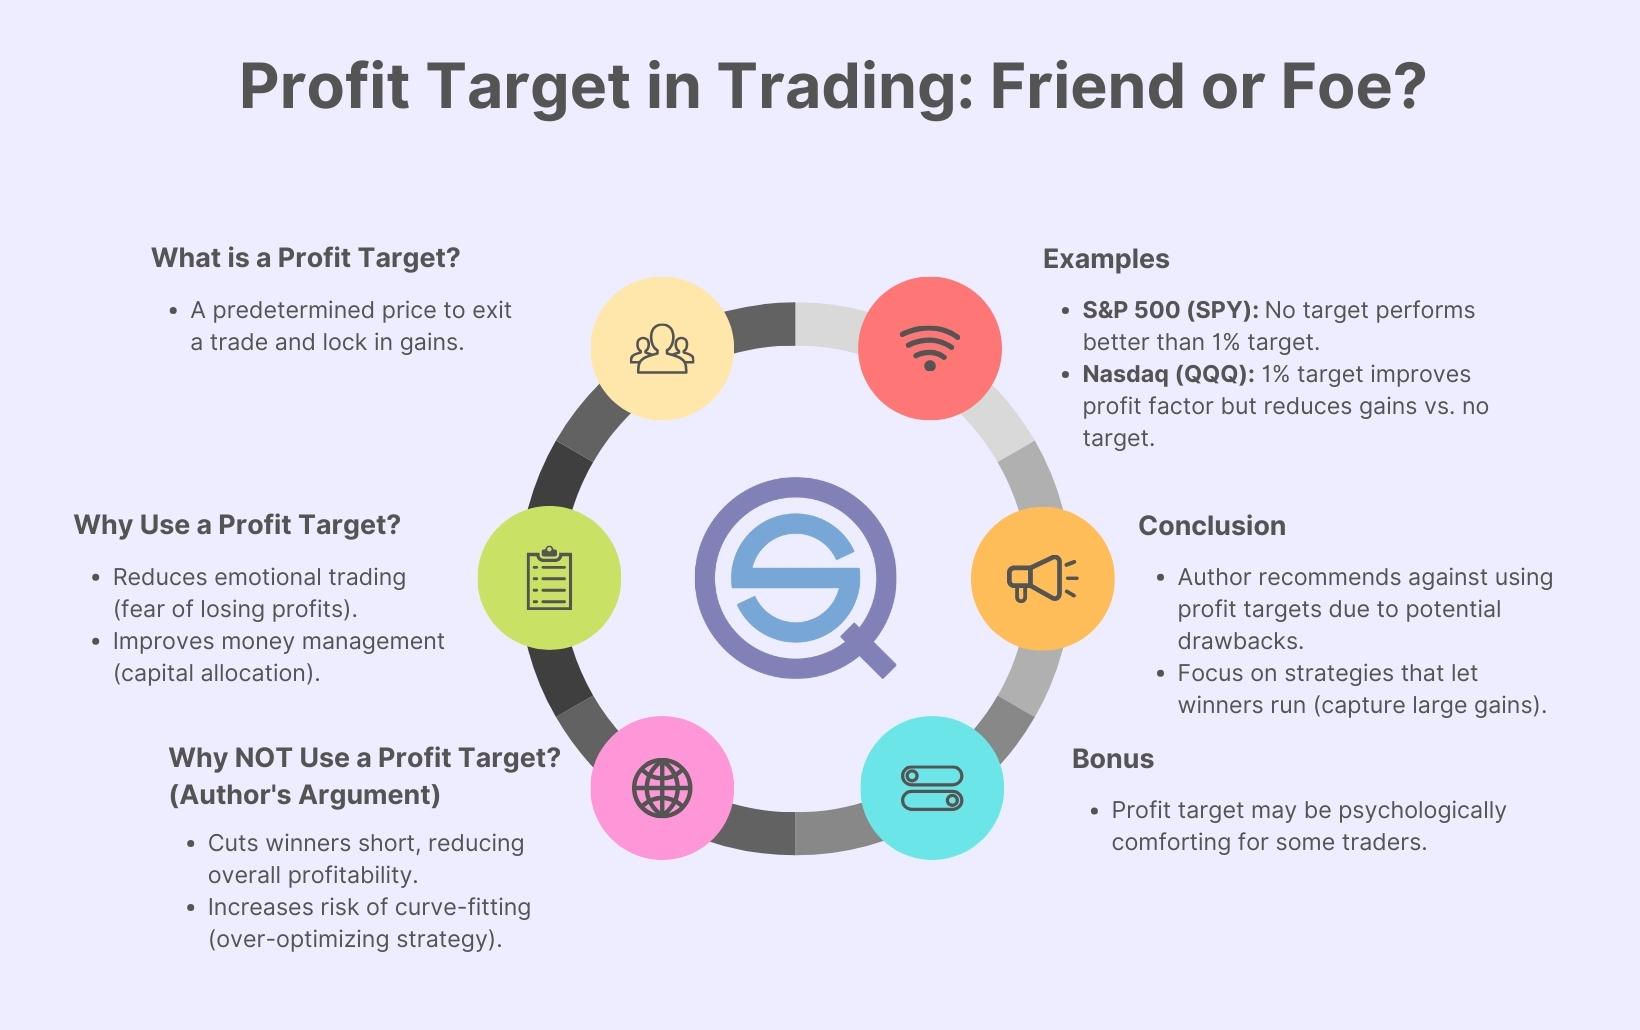 Profit Target in Trading: Friend or Foe?
What is a Profit Target?
• A predetermined price to exit
a trade and lock in gains.
Why Use a Profit Target?
• Reduces emotional trading
(fear of losing profits).
• Improves money management
(capital allocation).
Why NOT Use a Profit Target?
(Author's Argument)
• Cuts winners short, reducing
overall profitability.
• Increases risk of curve-fitting
(over-optimizing strategy).
Examples
• S&P 500 (SPY): No target performs
better than 1% target.
• Nasdaq (QQQ): 1% target improves
profit factor but reduces gains vs. no
target.
Conclusion
• Author recommends against using
profit targets due to potential
drawbacks.
• Focus on strategies that let
winners run (capture large gains).
Bonus
• Profit target may be psychologically
comforting for some traders.